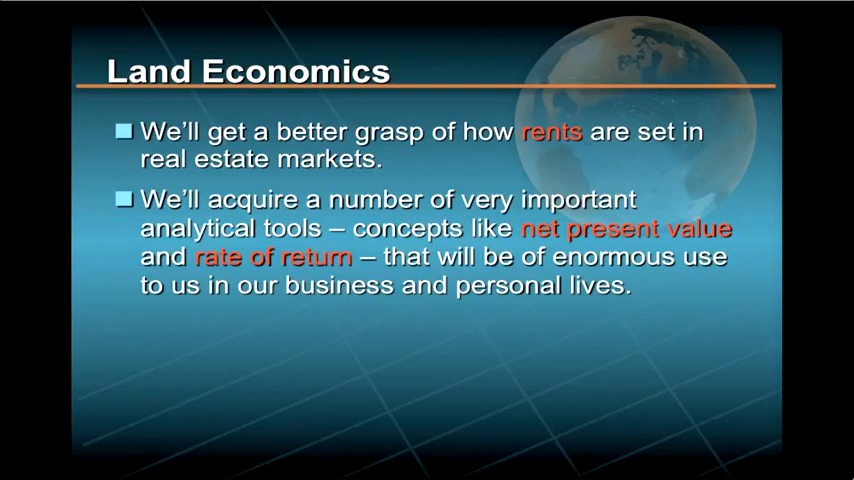 Land Economics
We'll get a better grasp of how rents are set in
real estate markets.
We'll acquire a number of very important
analytical tools – concepts like net present value
and rate of return – that will be of enormous use
to us in our business and personal lives.